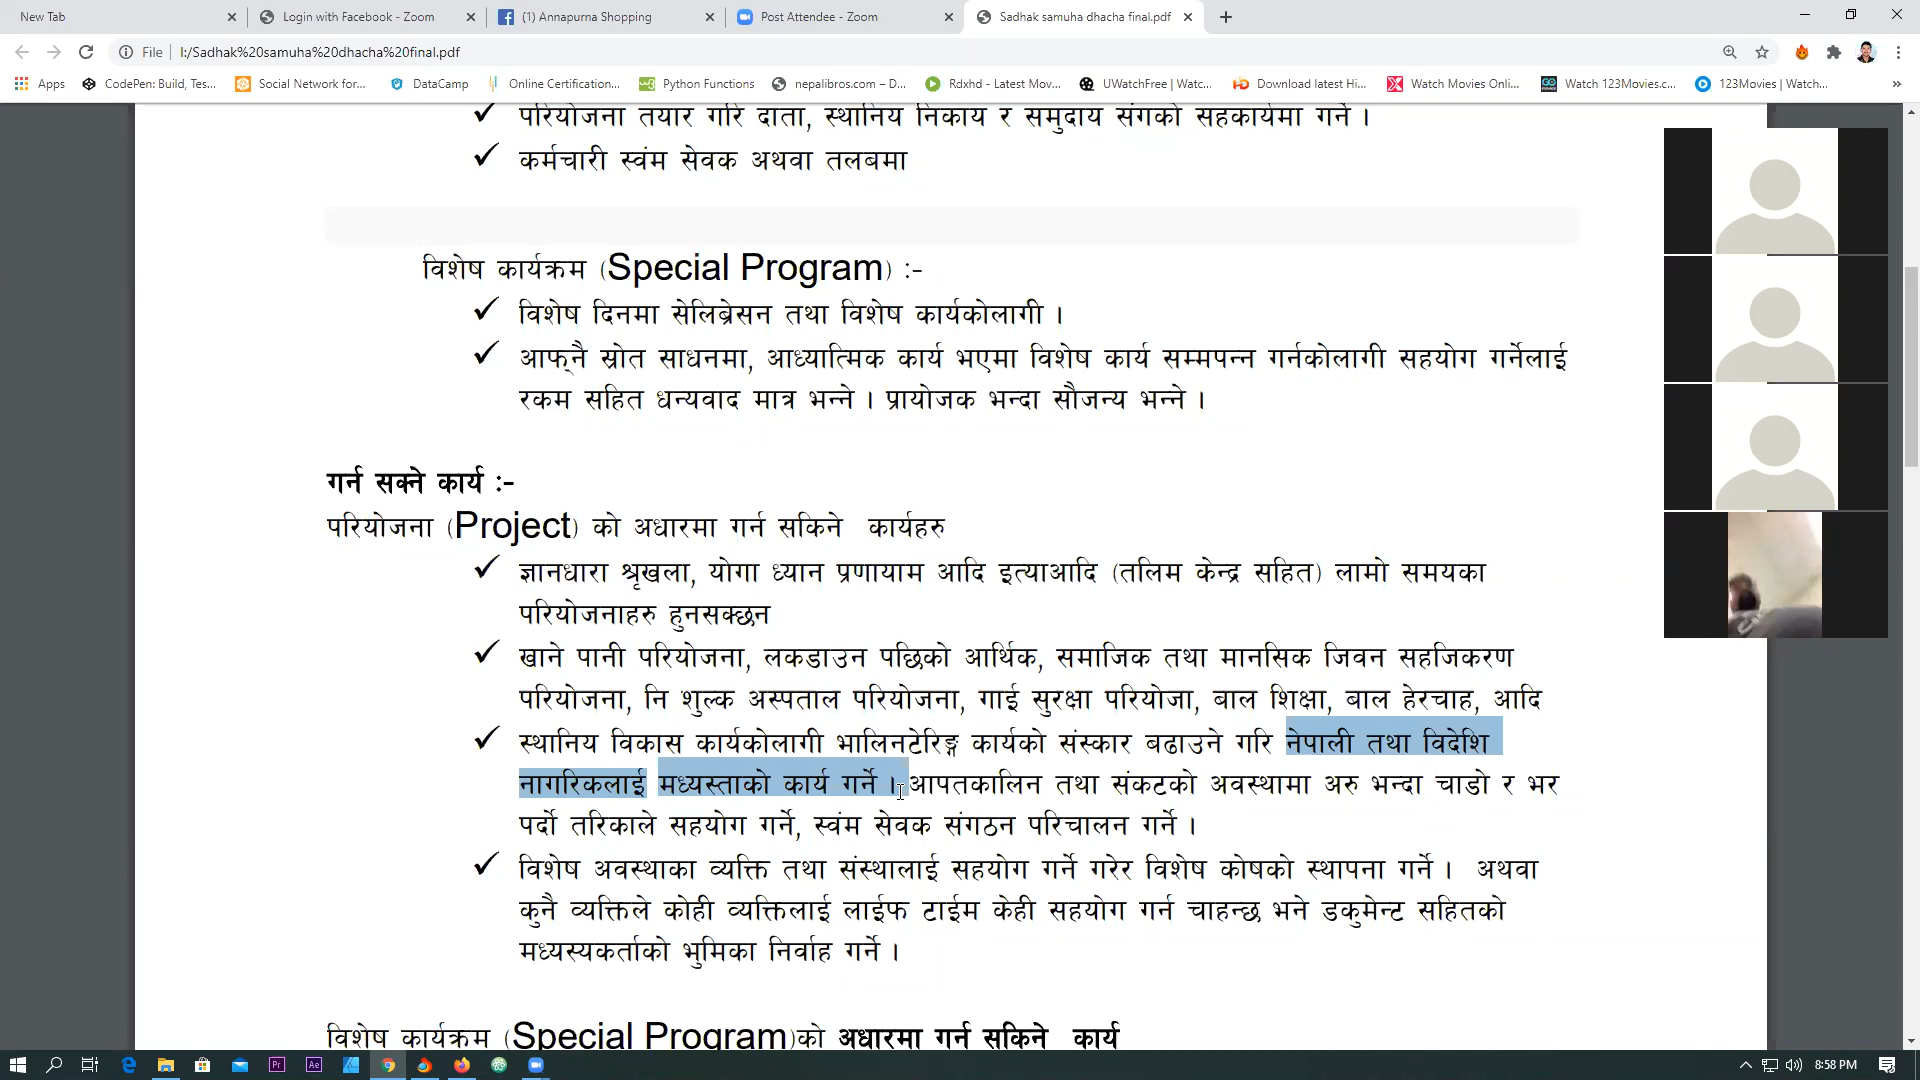 New Tab
Login with Facebook - Zoom
(1) Annapurna Shopping
Post Attendee - Zoom
Sadhak samuha dhacha final.pdf
File
I:/Sadhak%20samuha%20dhacha%20final.pdf
Apps
CodePen: Build, Tes...
Social Network for...
DataCamp
Online Certification...
Python Functions
nepalibros.com – D...
Rdxhd - Latest Mov...
UWatchFree | Watc...
Download latest Hi...
Watch Movies Onli...
Watch 123Movies.c...
123Movies | Watch...
परियोजना तयार गरि दाता, स्थानिय निकाय र समुदाय संगको सहकार्यमा गर्ने ।
कर्मचारी स्वंम सेवक अथवा तलबमा
विशेष कार्यक्रम (Special Program) :-
विशेष दिनमा सेलिब्रेसन तथा विशेष कार्यकोलागी ।
आफ्‌नै स्रोत साधनमा, आध्यात्मिक कार्य भएमा विशेष कार्य सम्मपन्न गर्नकोलागी सहयोग गर्नेलाई
रकम सहित धन्यवाद मात्र भन्ने । प्रायोजक भन्दा सौजन्य भन्ने ।
गर्न सक्ने कार्य :-
परियोजना (Project) को अधारमा गर्न सकिने कार्यहरु
ज्ञानधारा श्रृखला, योगा ध्यान प्रणायाम आदि इत्याआदि (तलिम केन्द्र सहित) लामो समयका
परियोजनाहरु हुनसक्छन
खाने पानी परियोजना, लकडाउन पछिको आर्थिक, समाजिक तथा मानसिक जिवन सहजिकरण
परियोजना, नि शुल्क अस्पताल परियोजना, गाई सुरक्षा परियोजा, बाल शिक्षा, बाल हेरचाह, आदि
स्थानिय विकास कार्यकोलागी भालिनटेरिङ्ग कार्यको संस्कार बढाउने गरि नेपाली तथा विदेशि
नागरिकलाई मध्यस्ताको कार्य गर्ने । आपतकालिन तथा संकटको अवस्थामा अरु भन्दा चाडो र भर
पर्दो तरिकाले सहयोग गर्ने, स्वंम सेवक संगठन परिचालन गर्ने ।
विशेष अवस्थाका व्यक्ति तथा संस्थालाई सहयोग गर्ने गरेर विशेष कोषको स्थापना गर्ने । अथवा
कुनै व्यक्तिले कोही व्यक्तिलाई लाईफ टाईम केही सहयोग गर्न चाहन्छ भने डकुमेन्ट सहितको
मध्यस्यकर्ताको भुमिका निर्वाह गर्ने ।
विशेष कार्यक्रम (Special Program)को अधारमा गर्न सकिने कार्य
8:58 PM